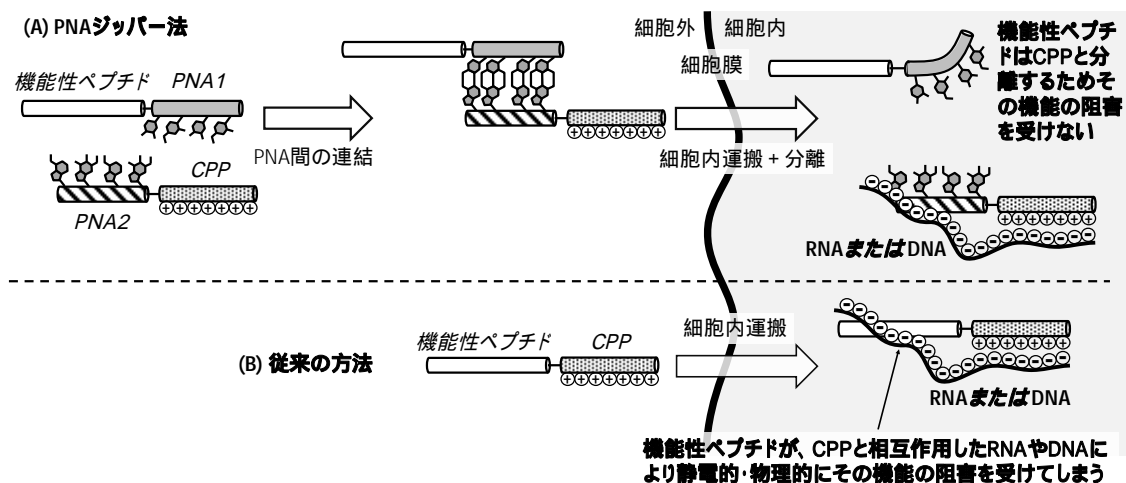 (A) PNAジッパー法
機能性ペプチド PNA1
PNA2
CPP
PNA間の連結
細胞外
細胞内
細胞膜
細胞内運搬 + 分離
機能性ペプチ
ドはCPPと分
離するためそ
の機能の阻害
を受けない
RNAまたはDNA
(B) 従来の方法
機能性ペプチド CPP
細胞内運搬
RNAまたはDNA
機能性ペプチドが、CPPと相互作用したRNAやDNAに
より静電的・物理的にその機能の阻害を受けてしまう